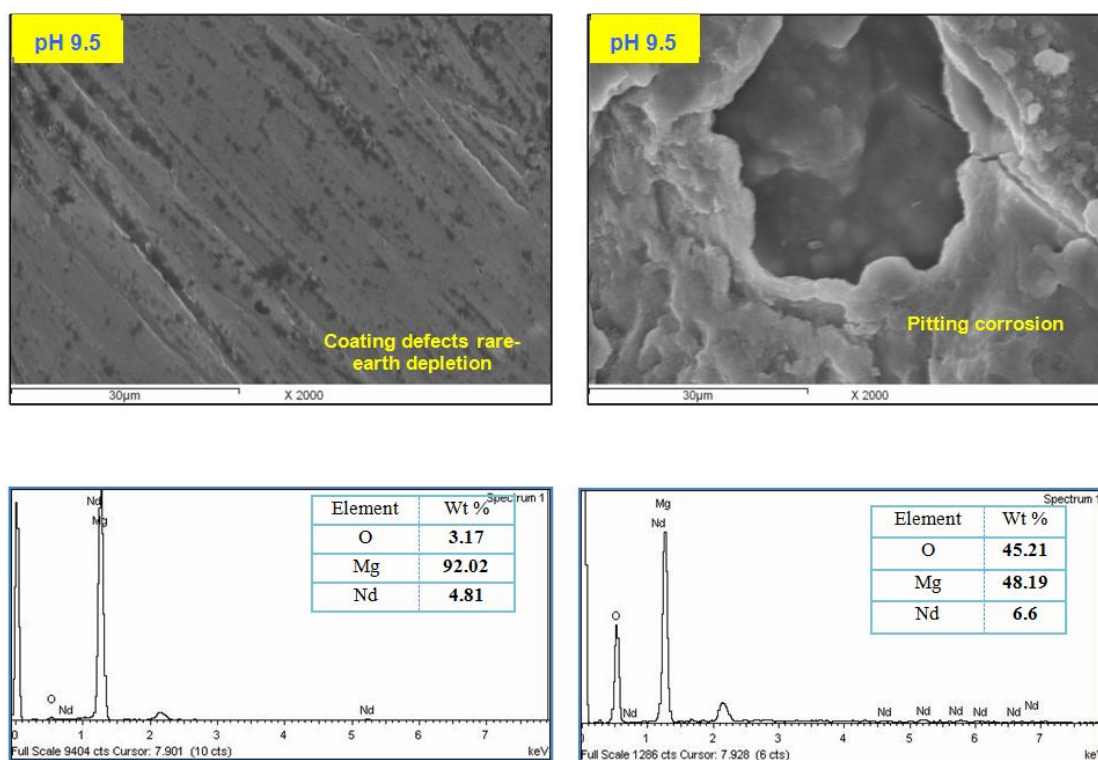 pH 9.5
Coating defects rare-
earth depletion
30µm X 2000
pH 9.5
Pitting corrosion
30µm X 2000
Spectrum 1
Nd
Mg
Element Wt %
O 3.17
Mg 92.02
Nd 4.81
O
Nd
Nd
0 1 2 3 4 5 6 7
Full Scale 9404 cts Cursor: 7.901 (10 cts) keV
Spectrum 1
Mg
Nd
Element Wt %
O 45.21
Mg 48.19
Nd 6.6
O
Nd
Nd Nd Nd Nd Nd Nd
0 1 2 3 4 5 6 7
Full Scale 1286 cts Cursor: 7.928 (6 cts) keV